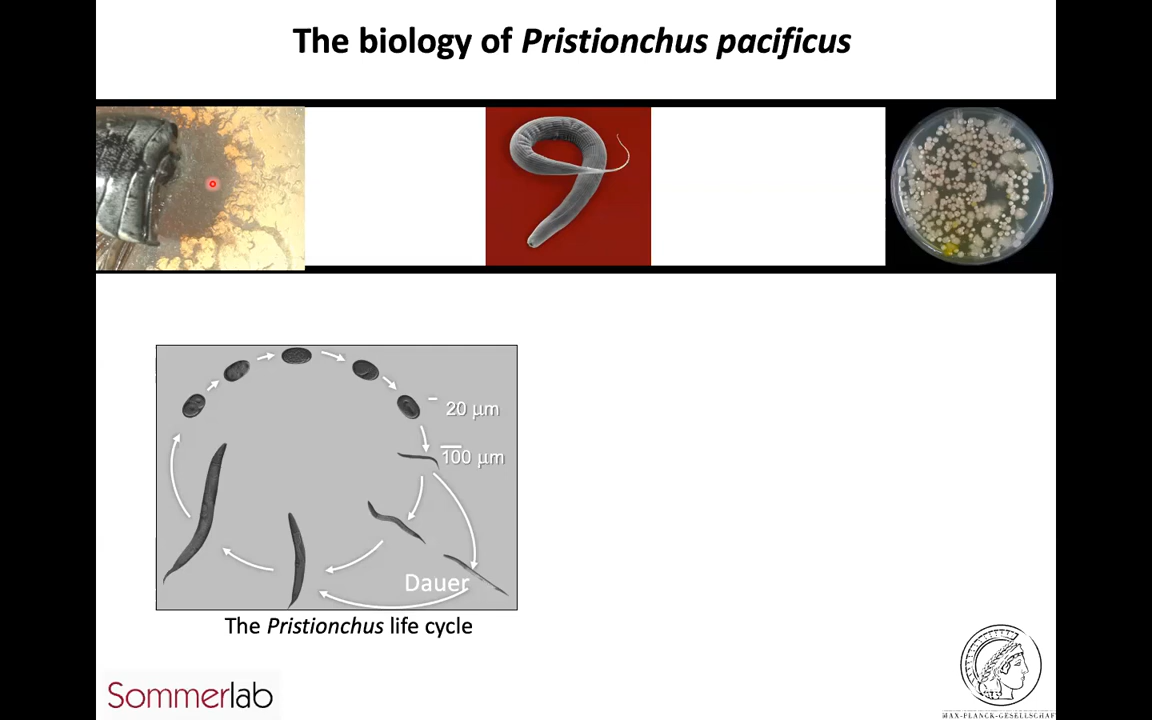 The biology of Pristionchus pacificus
20 μm
100 μm
Dauer
The Pristionchus life cycle
Sommerlab
MAX-PLANCK-GESELLSCHAFT